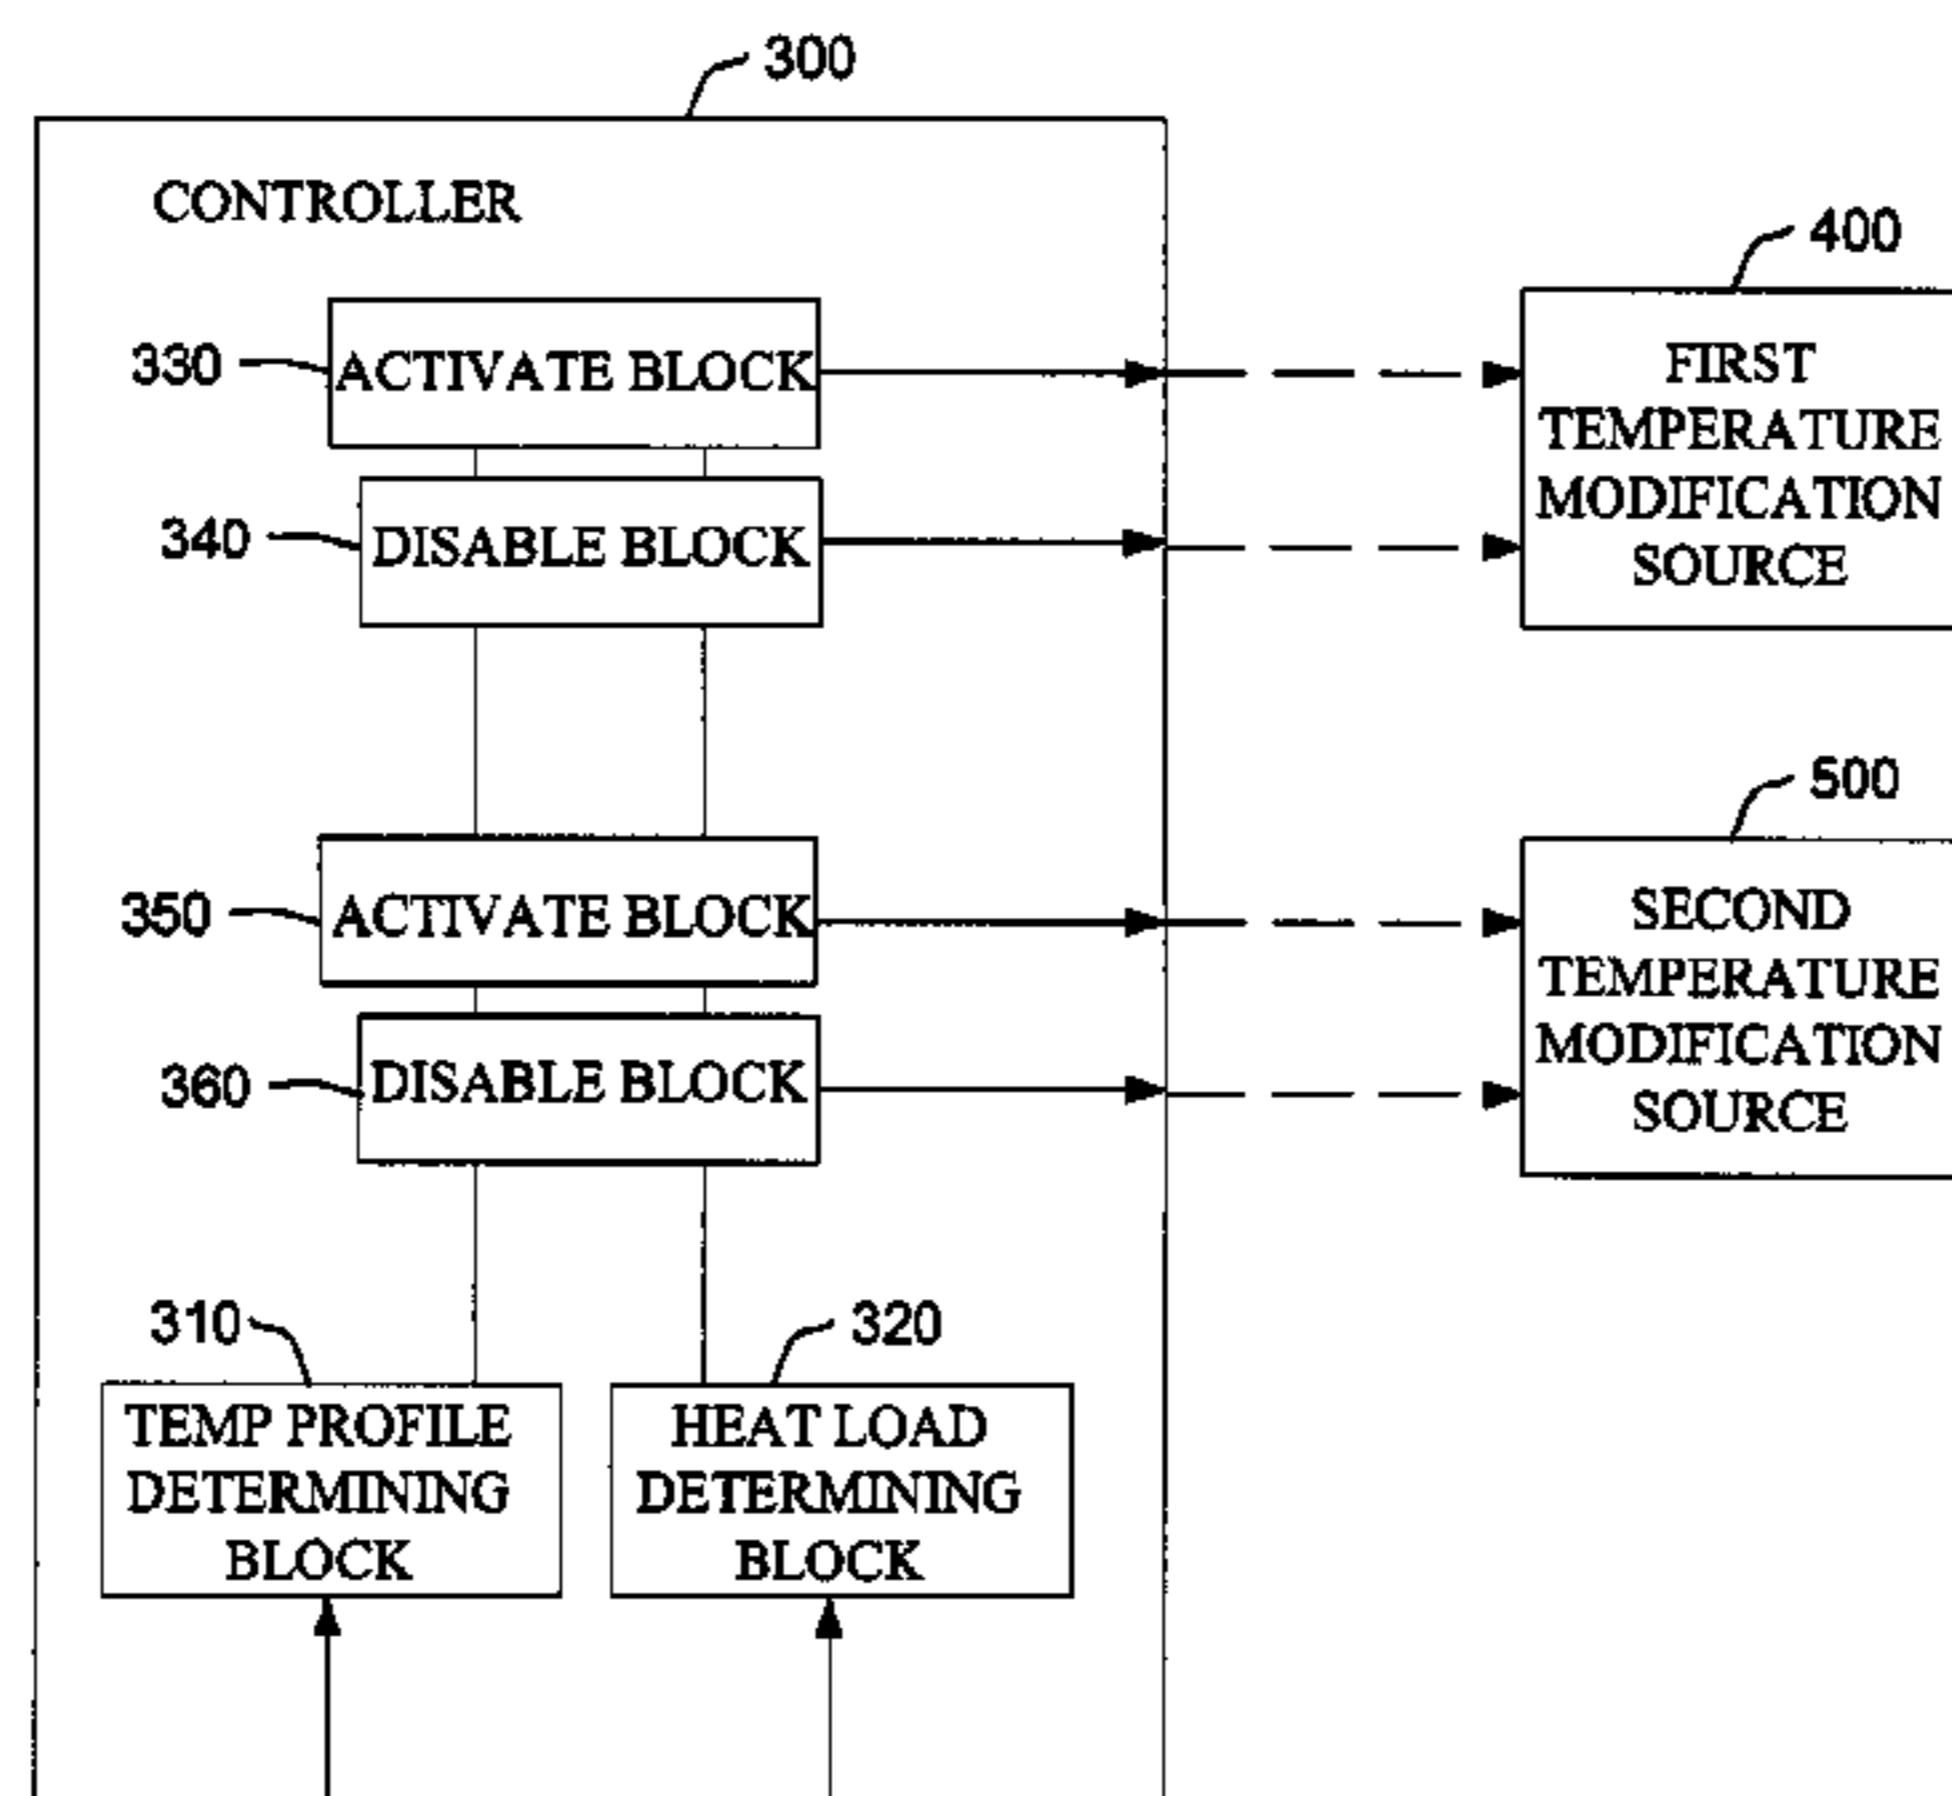 300
CONTROLLER
400
330
ACTIVATE BLOCK
FIRST
TEMPERATURE
MODIFICATION
SOURCE
340
DISABLE BLOCK
500
350
ACTIVATE BLOCK
SECOND
TEMPERATURE
MODIFICATION
SOURCE
360
DISABLE BLOCK
310
320
TEMP PROFILE
DETERMINING
BLOCK
HEAT LOAD
DETERMINING
BLOCK